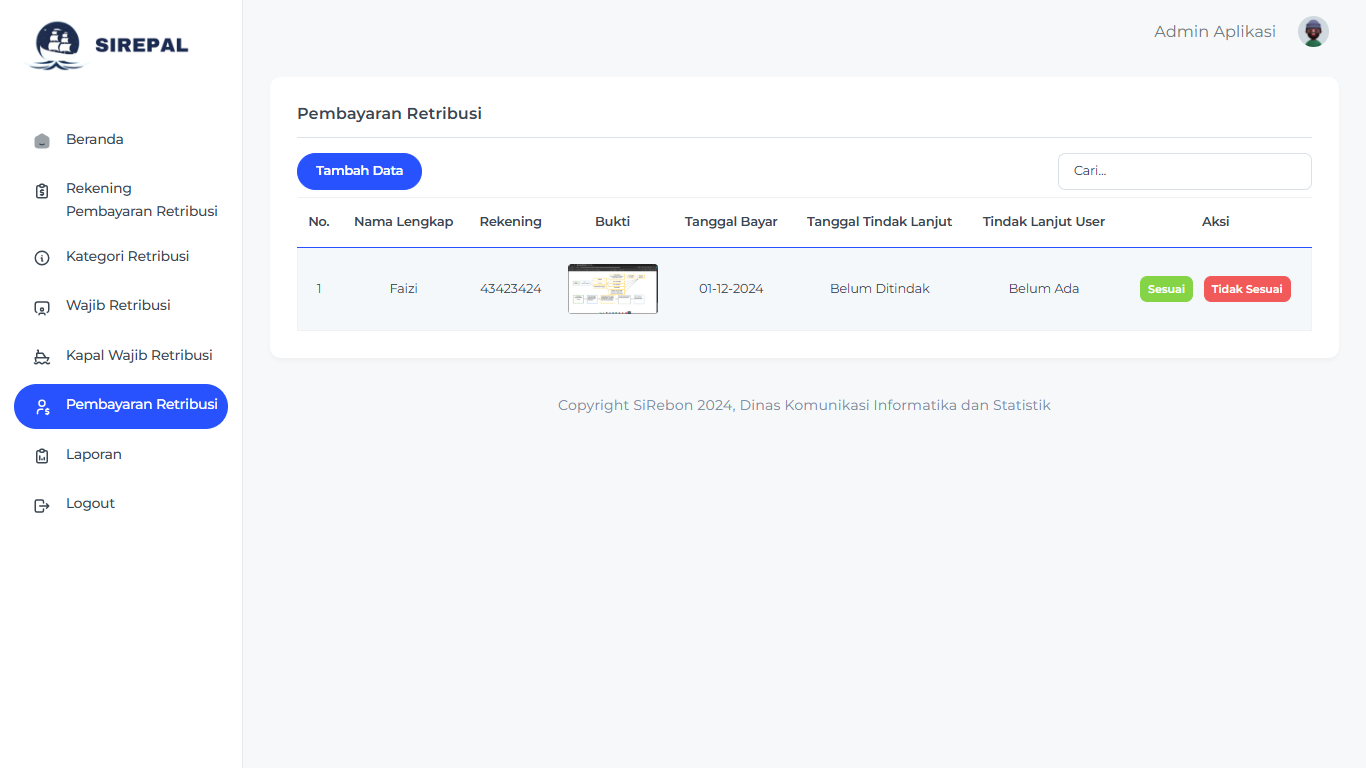 SIREPAL
Admin Aplikasi
Beranda
Rekening
Pembayaran Retribusi
Kategori Retribusi
Wajib Retribusi
Kapal Wajib Retribusi
Pembayaran Retribusi
Laporan
Logout
Pembayaran Retribusi
Tambah Data
Cari...
No. Nama Lengkap Rekening Bukti Tanggal Bayar Tanggal Tindak Lanjut Tindak Lanjut User Aksi
1 Faizi 43423424 01-12-2024 Belum Ditindak Belum Ada Sesuai Tidak Sesuai
Copyright SiRebon 2024, Dinas Komunikasi Informatika dan Statistik